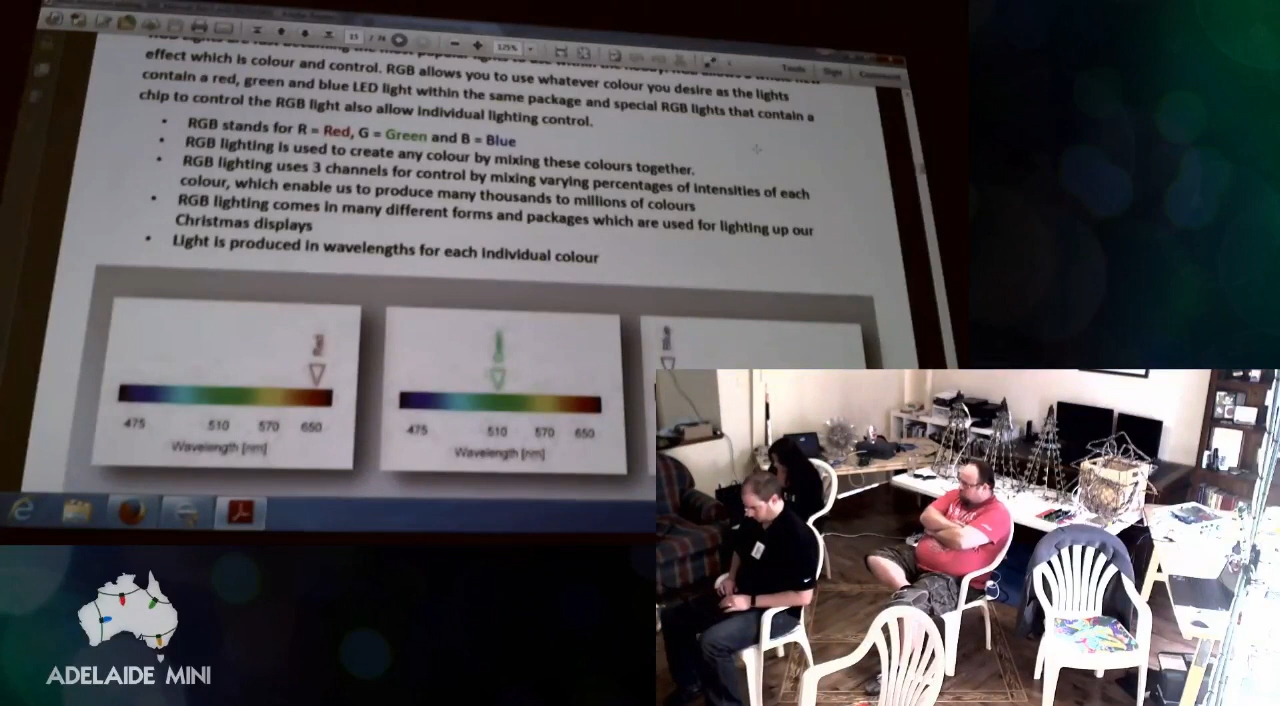 15 / 74
125%
Tools
Sign
Comment
effect which is colour and control. RGB allows you to use whatever colour you desire as the lights
contain a red, green and blue LED light within the same package and special RGB lights that contain a
chip to control the RGB light also allow individual lighting control.
• RGB stands for R = Red, G = Green and B = Blue
• RGB lighting is used to create any colour by mixing these colours together.
• RGB lighting uses 3 channels for control by mixing varying percentages of intensities of each
colour, which enable us to produce many thousands to millions of colours
• RGB lighting comes in many different forms and packages which are used for lighting up our
Christmas displays
• Light is produced in wavelengths for each individual colour
Red
475 510 570 650
Wavelength [nm]
475 510 570 650
Wavelength [nm]
ADELAIDE MINI